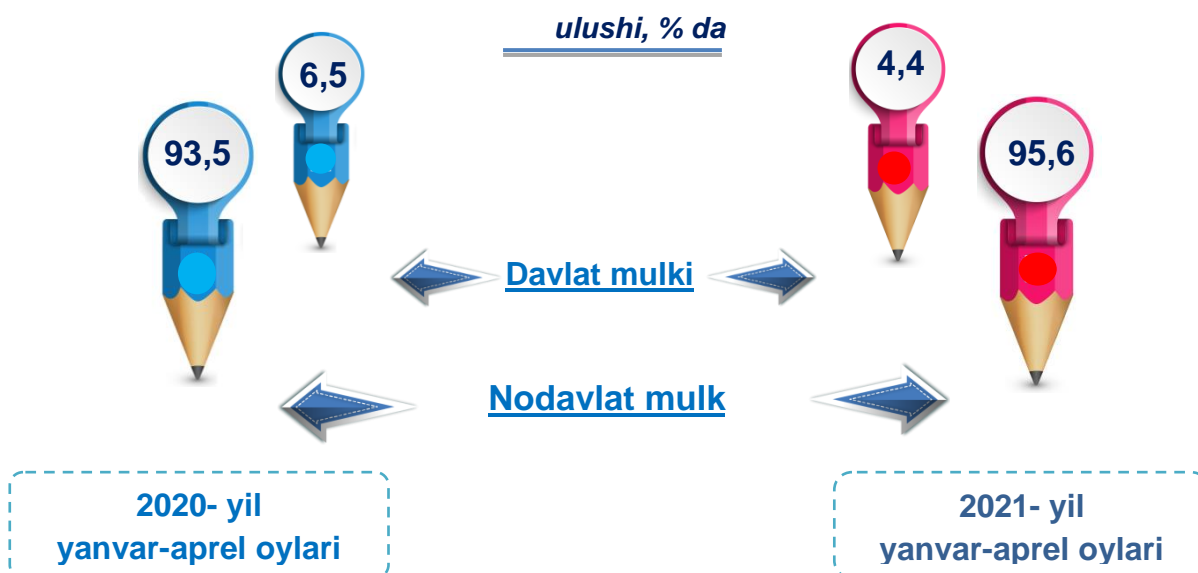 ulushi, % da
6,5
4,4
93,5
95,6
Davlat mulki
Nodavlat mulk
2020- yil
yanvar-aprel oylari
2021- yil
yanvar-aprel oylari